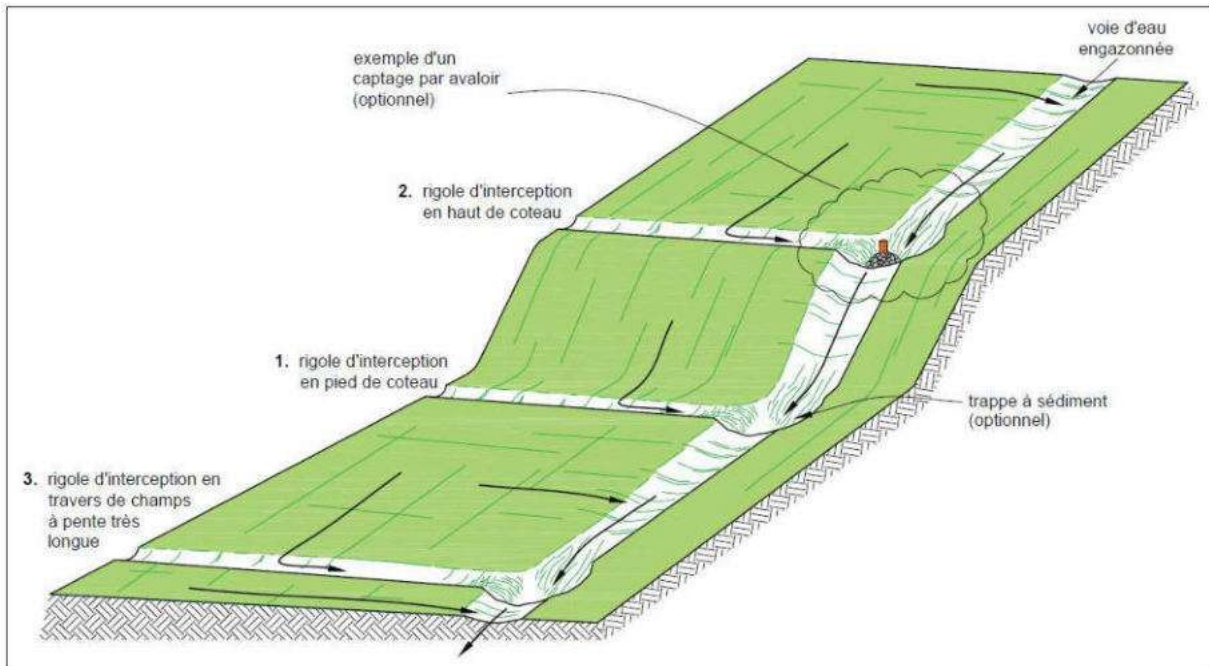 exemple d'un
captage par avaloir
(optionnel)
voie d'eau
engazonnée
2. rigole d'interception
en haut de coteau
1. rigole d'interception
en pied de coteau
trappe à sédiment
(optionnel)
3. rigole d'interception en
travers de champs
à pente très
longue